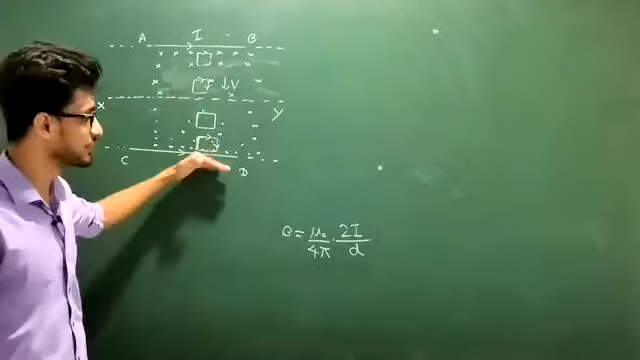 A I B
↓V
X Y
C D
B = μ₀/4π · 2I/d